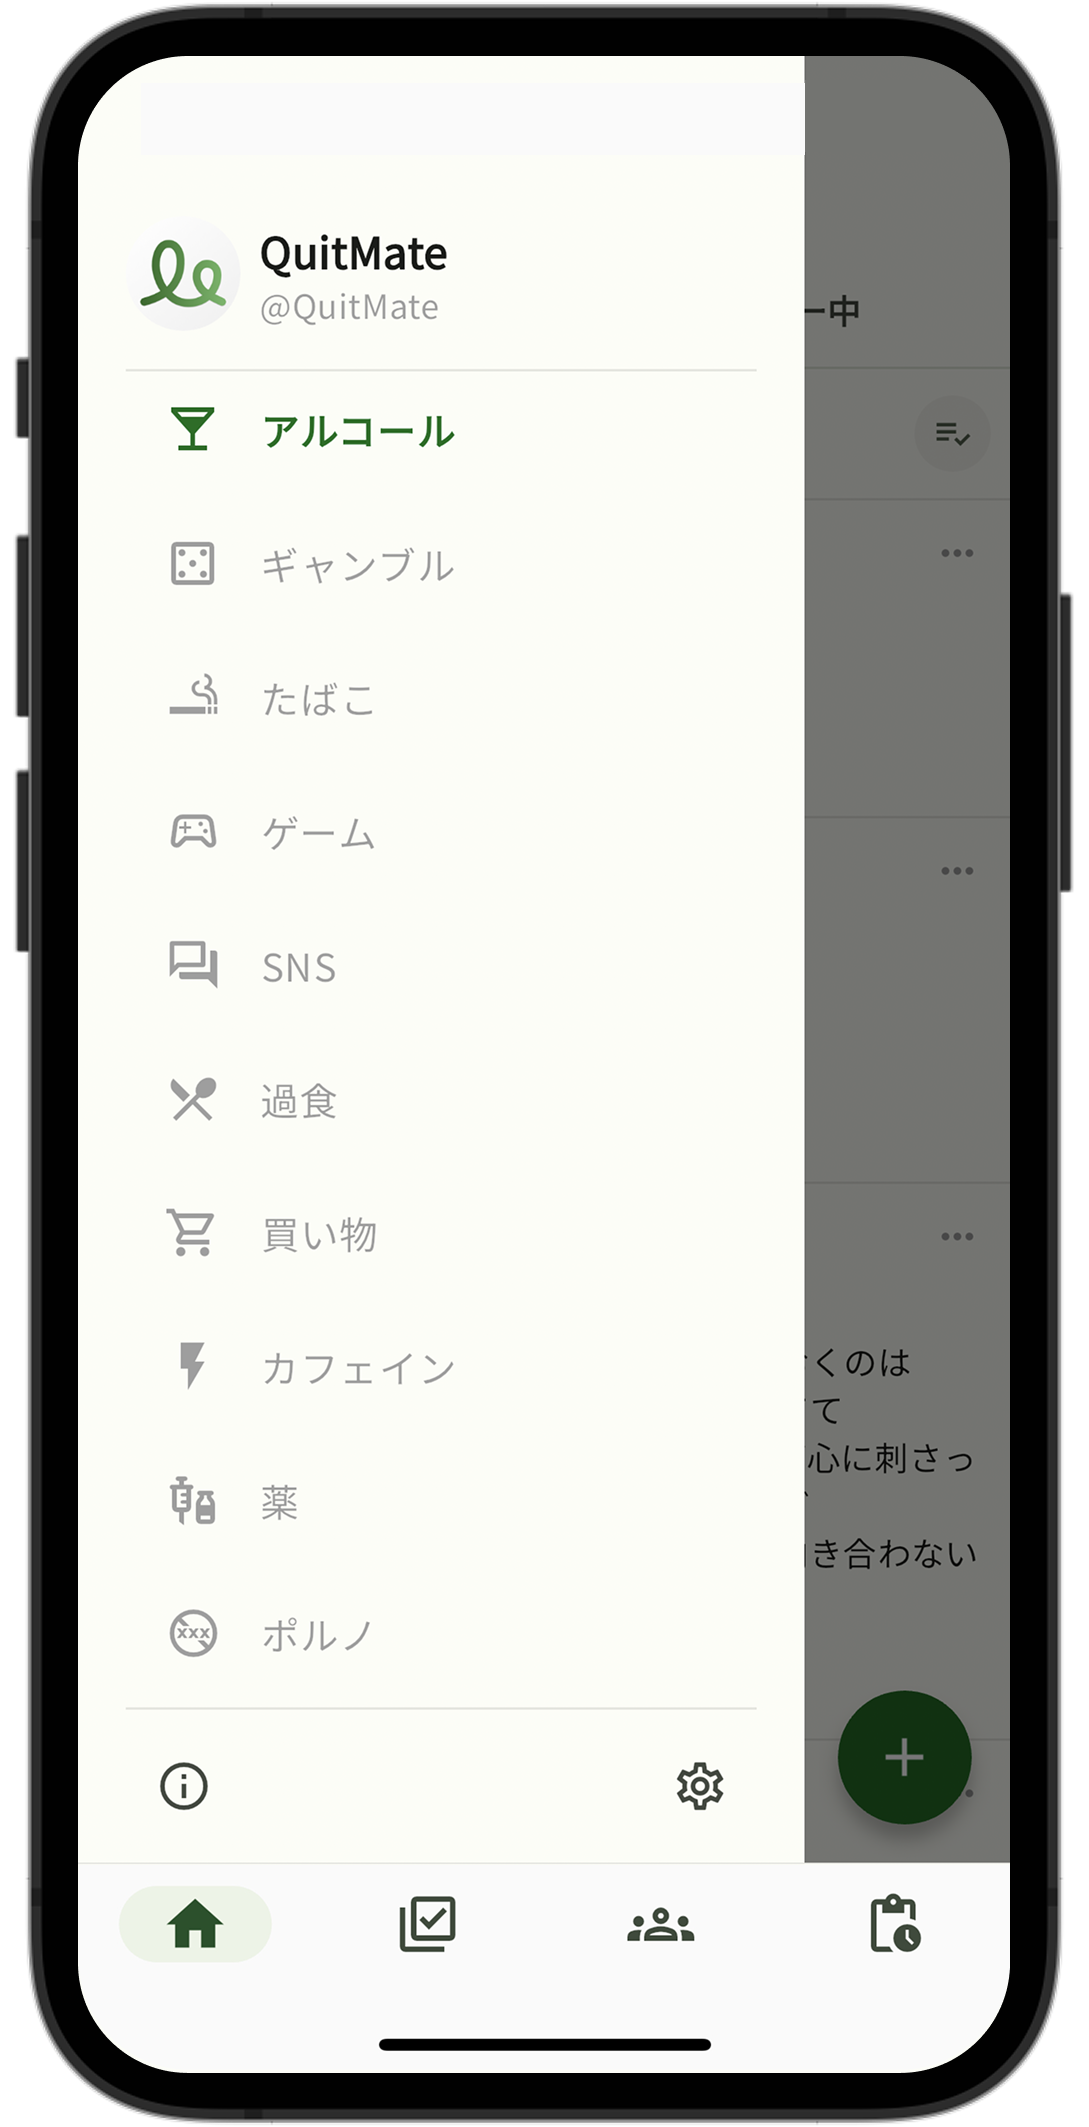 QuitMate
@QuitMate
ー中
アルコール
ギャンブル
たばこ
ゲーム
SNS
過食
買い物
カフェイン
薬
ポルノ
xxx
くのは
て
心に刺さっ
き合わない